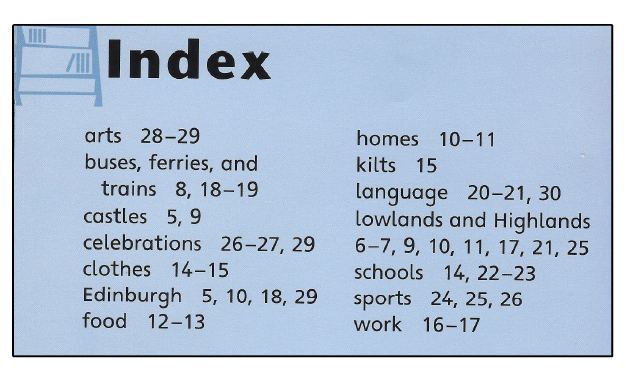 Index
arts 28–29
buses, ferries, and
trains 8, 18–19
castles 5, 9
celebrations 26–27, 29
clothes 14–15
Edinburgh 5, 10, 18, 29
food 12–13
homes 10–11
kilts 15
language 20–21, 30
lowlands and Highlands
6–7, 9, 10, 11, 17, 21, 25
schools 14, 22–23
sports 24, 25, 26
work 16–17